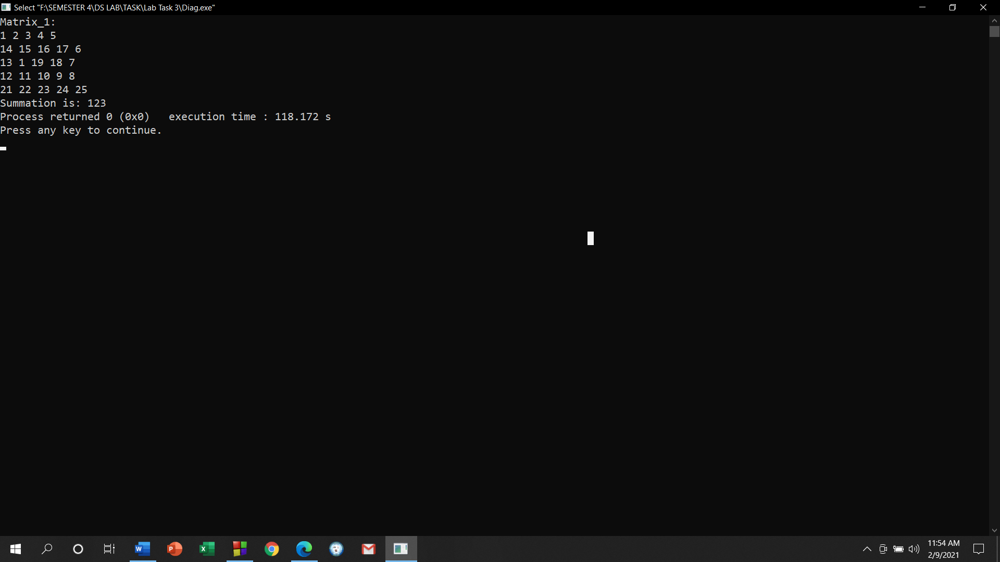 Select "F:\SEMESTER 4\DS LAB\TASK\Lab Task 3\Diag.exe"
Matrix_1:
1 2 3 4 5
14 15 16 17 6
13 1 19 18 7
12 11 10 9 8
21 22 23 24 25
Summation is: 123
Process returned 0 (0x0)   execution time : 118.172 s
Press any key to continue.
11:54 AM
2/9/2021